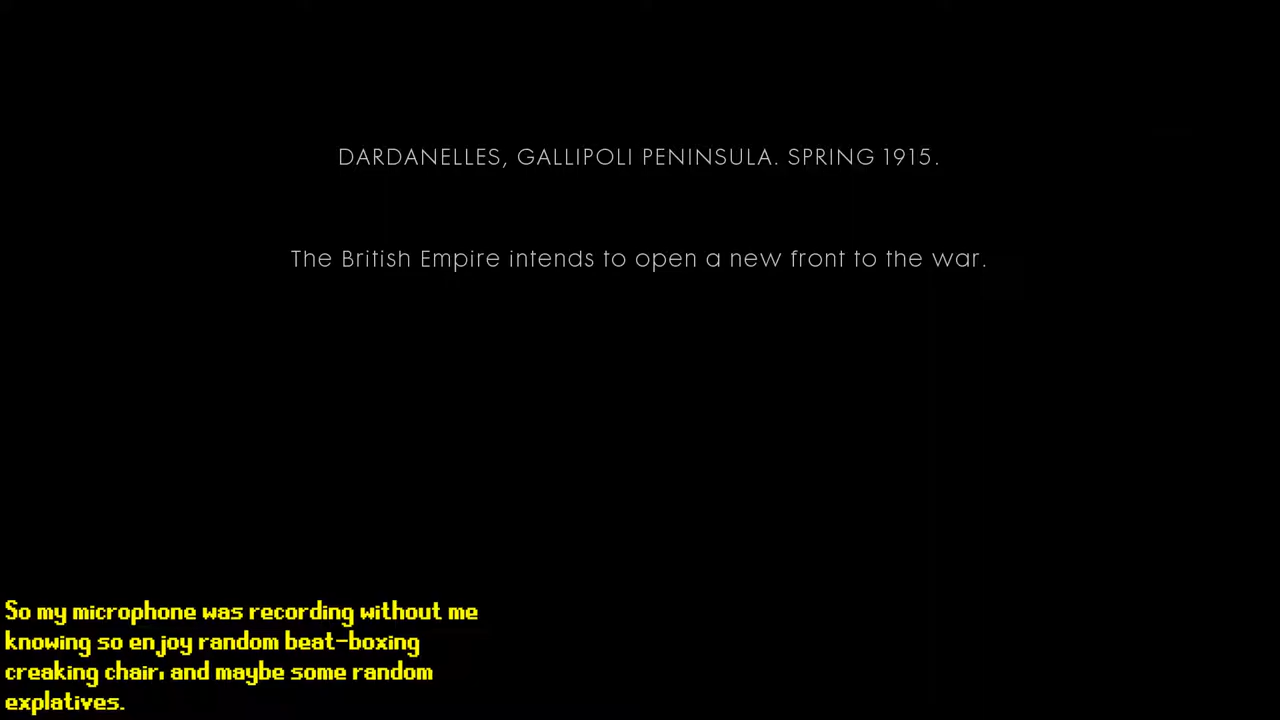 DARDANELLES, GALLIPOLI PENINSULA. SPRING 1915.
The British Empire intends to open a new front to the war.
So my microphone was recording without me
knowing so enjoy random beat-boxing
creaking chair, and maybe some random
explatives.